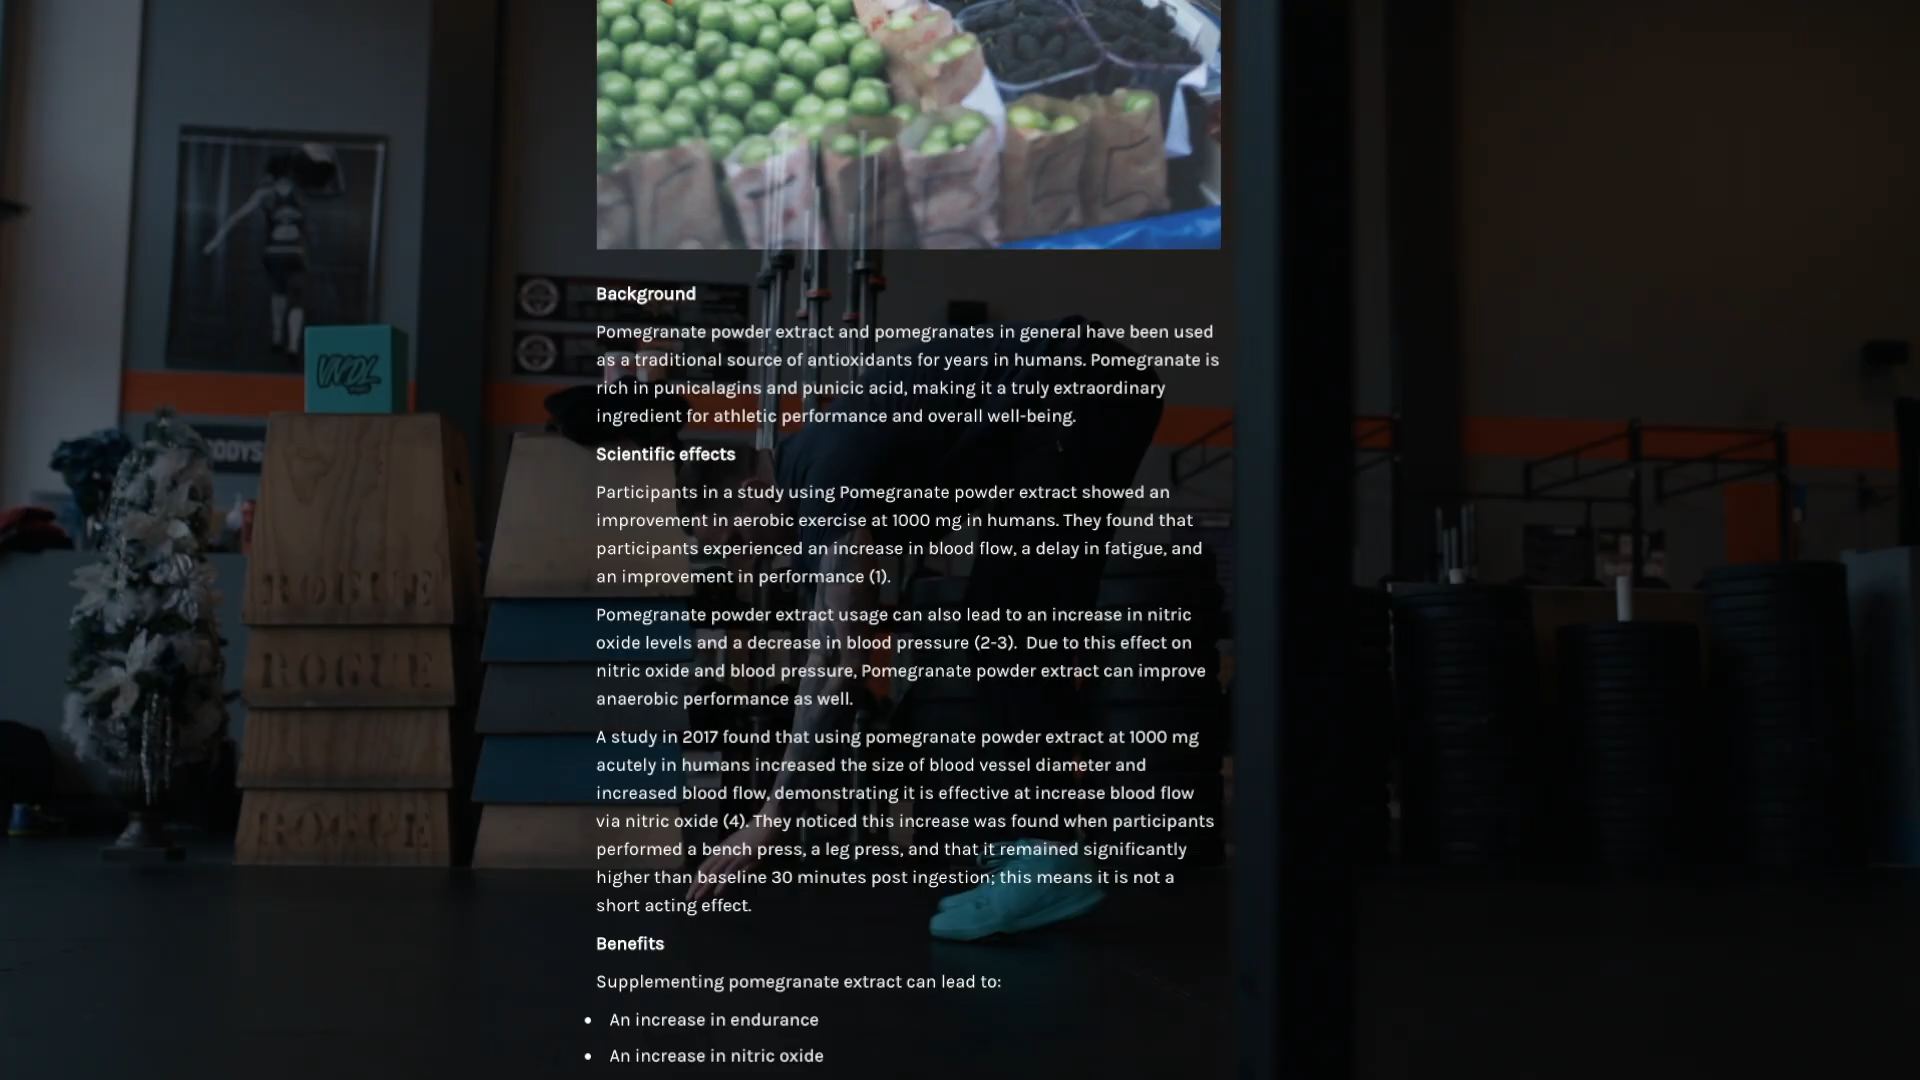 Background
Pomegranate powder extract and pomegranates in general have been used
as a traditional source of antioxidants for years in humans. Pomegranate is
rich in punicalagins and punicic acid, making it a truly extraordinary
ingredient for athletic performance and overall well-being.
Scientific effects
Participants in a study using Pomegranate powder extract showed an
improvement in aerobic exercise at 1000 mg in humans. They found that
participants experienced an increase in blood flow, a delay in fatigue, and
an improvement in performance (1).
Pomegranate powder extract usage can also lead to an increase in nitric
oxide levels and a decrease in blood pressure (2-3).  Due to this effect on
nitric oxide and blood pressure, Pomegranate powder extract can improve
anaerobic performance as well.
A study in 2017 found that using pomegranate powder extract at 1000 mg
acutely in humans increased the size of blood vessel diameter and
increased blood flow, demonstrating it is effective at increase blood flow
via nitric oxide (4). They noticed this increase was found when participants
performed a bench press, a leg press, and that it remained significantly
higher than baseline 30 minutes post ingestion; this means it is not a
short acting effect.
Benefits
Supplementing pomegranate extract can lead to:
• An increase in endurance
• An increase in nitric oxide
VNDL
ROGUE
ROGUE
ROGUE